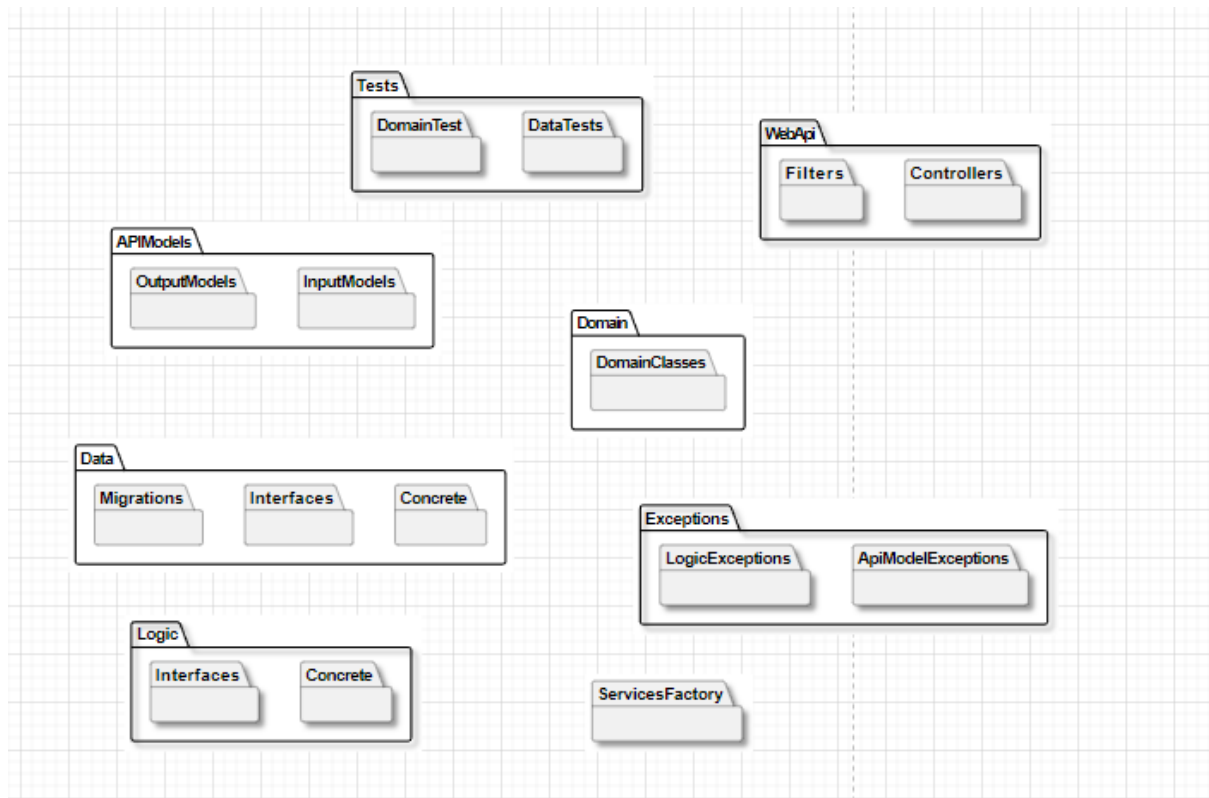 Tests
DomainTest
DataTests
WebApi
Filters
Controllers
APIModels
OutputModels
InputModels
Domain
DomainClasses
Data
Migrations
Interfaces
Concrete
Exceptions
LogicExceptions
ApiModelExceptions
Logic
Interfaces
Concrete
ServicesFactory